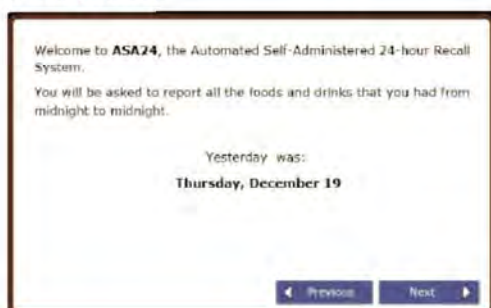 Welcome to ASA24, the Automated Self-Administered 24-hour Recall
System.
You will be asked to report all the foods and drinks that you had from
midnight to midnight.
Yesterday was:
Thursday, December 19
Previous
Next